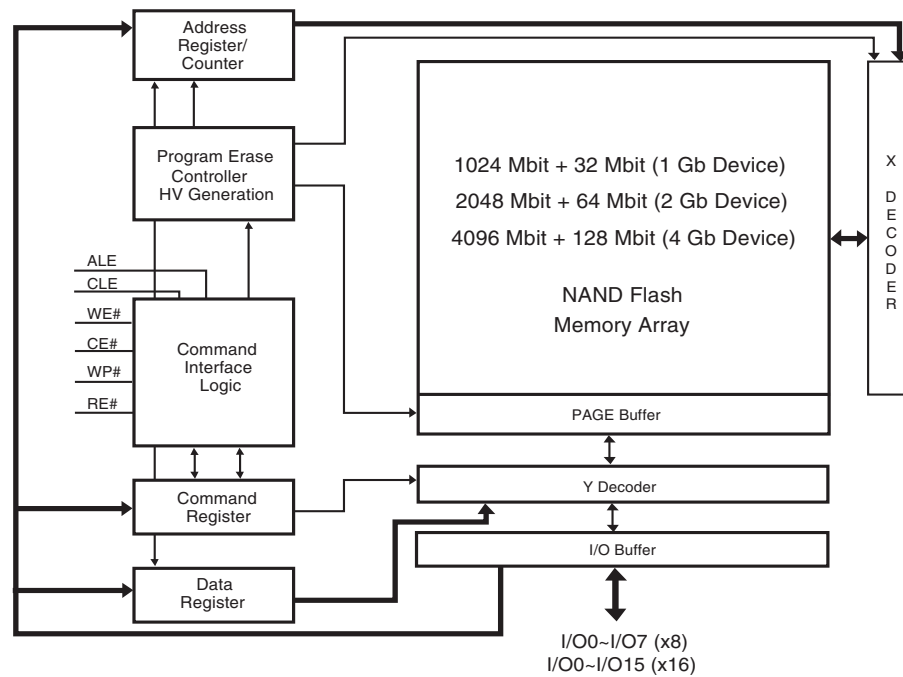 Address
Register/
Counter
Program Erase
Controller
HV Generation
ALE
CLE
WE#
CE#
WP#
RE#
Command
Interface
Logic
Command
Register
Data
Register
1024 Mbit + 32 Mbit (1 Gb Device)
2048 Mbit + 64 Mbit (2 Gb Device)
4096 Mbit + 128 Mbit (4 Gb Device)
NAND Flash
Memory Array
PAGE Buffer
Y Decoder
I/O Buffer
I/O0~I/O7 (x8)
I/O0~I/O15 (x16)
X
DECODER